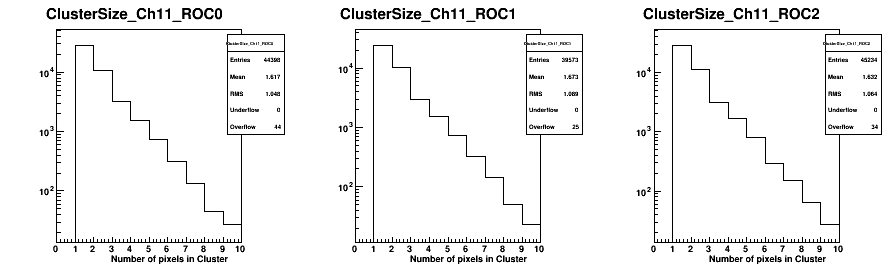 ClusterSize_Ch11_ROC0
ClusterSize_Ch11_ROC0
Entries 44398
Mean 1.617
RMS 1.048
Underflow 0
Overflow 44
10^4
10^3
10^2
0 1 2 3 4 5 6 7 8 9 10
Number of pixels in Cluster
ClusterSize_Ch11_ROC1
ClusterSize_Ch11_ROC1
Entries 39573
Mean 1.673
RMS 1.089
Underflow 0
Overflow 25
10^4
10^3
10^2
0 1 2 3 4 5 6 7 8 9 10
Number of pixels in Cluster
ClusterSize_Ch11_ROC2
ClusterSize_Ch11_ROC2
Entries 45234
Mean 1.632
RMS 1.064
Underflow 0
Overflow 34
10^4
10^3
10^2
0 1 2 3 4 5 6 7 8 9 10
Number of pixels in Cluster